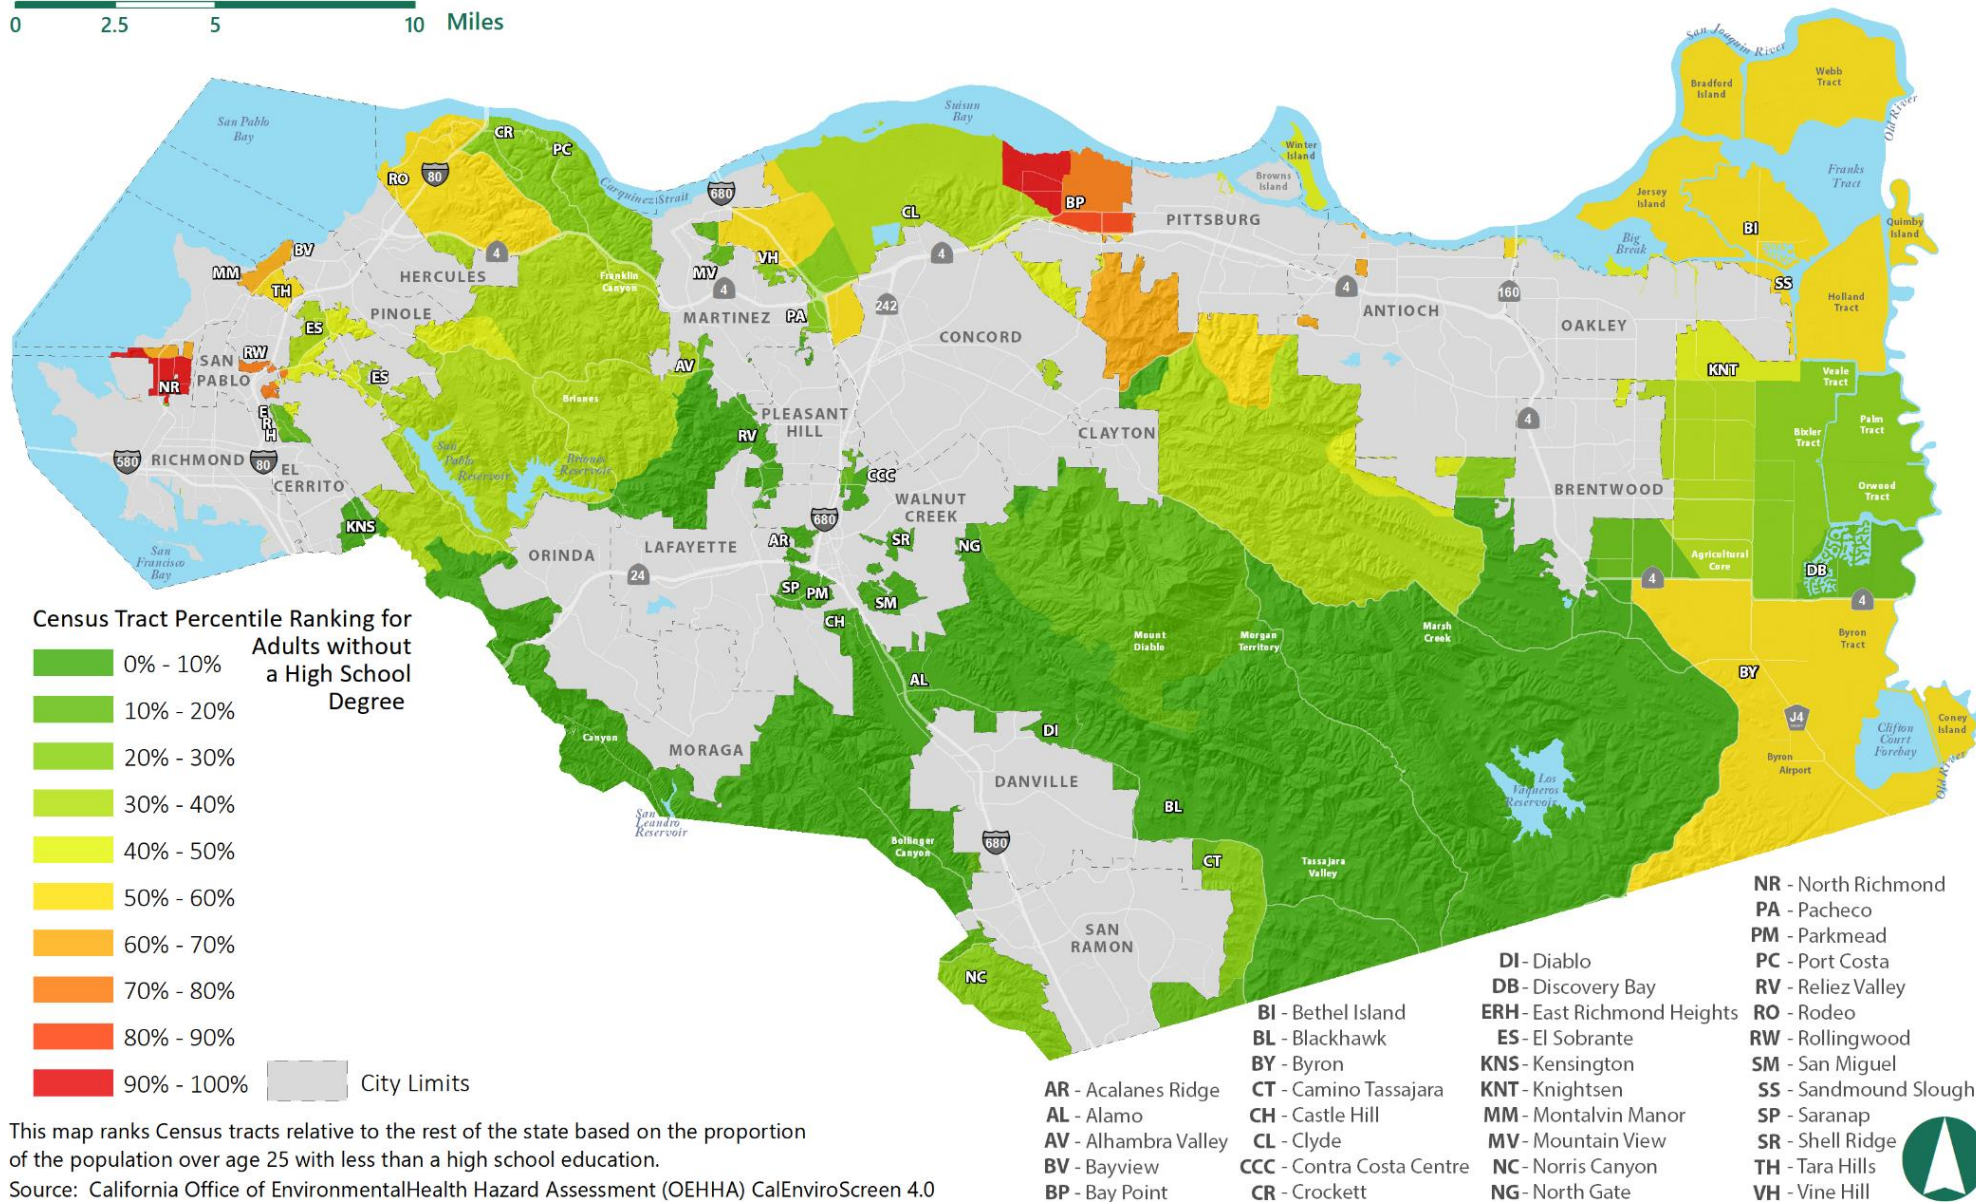 0 2.5 5 10 Miles
San Joaquin River
Bradford
Island
Webb
Tract
Old River
San Pablo
Bay
Suisun
Bay
CR
PC
80
RO
Carquinez Strait
680
Winter
Island
Browns
Island
Franks
Tract
Jersey
Island
BI
Quimby
Island
BP
CL
PITTSBURG
Big
Break
BV
4
HERCULES
MM
TH
Franklin
Canyon
MV
VH
4
4
SS
Holland
Tract
PINOLE
ES
MARTINEZ
PA
242
CONCORD
4
ANTIOCH
160
OAKLEY
RW
SAN
PABLO
NR
ES
AV
KNT
Veale
Tract
Briones
E
R
H
PLEASANT
HILL
RV
CLAYTON
4
Palm
Tract
Bixler
Tract
580
RICHMOND
80
EL
CERRITO
San
Pablo
Reservoir
Briones
Reservoir
CCC
WALNUT
CREEK
BRENTWOOD
Orwood
Tract
KNS
680
San
Francisco
Bay
ORINDA
LAFAYETTE
AR
SR
NG
24
SP
PM
SM
CH
Agricultural
Core
DB
4
4
Mount
Diablo
Morgan
Territory
Marsh
Creek
Byron
Tract
AL
BY
Canyon
MORAGA
DI
J4
Clifton
Court
Forebay
Coney
Island
Old River
DANVILLE
Byron
Airport
San
Leandro
Reservoir
BL
Los
Vaqueros
Reservoir
Bollinger
Canyon
680
CT
Tassajara
Valley
SAN
RAMON
NC
Census Tract Percentile Ranking for
Adults without
a High School
Degree
0% - 10%
10% - 20%
20% - 30%
30% - 40%
40% - 50%
50% - 60%
60% - 70%
70% - 80%
80% - 90%
90% - 100%
City Limits
AR - Acalanes Ridge
AL - Alamo
AV - Alhambra Valley
BV - Bayview
BP - Bay Point
BI - Bethel Island
BL - Blackhawk
BY - Byron
CT - Camino Tassajara
CH - Castle Hill
CL - Clyde
CCC - Contra Costa Centre
CR - Crockett
DI - Diablo
DB - Discovery Bay
ERH - East Richmond Heights
ES - El Sobrante
KNS - Kensington
KNT - Knightsen
MM - Montalvin Manor
MV - Mountain View
NC - Norris Canyon
NG - North Gate
NR - North Richmond
PA - Pacheco
PM - Parkmead
PC - Port Costa
RV - Reliez Valley
RO - Rodeo
RW - Rollingwood
SM - San Miguel
SS - Sandmound Slough
SP - Saranap
SR - Shell Ridge
TH - Tara Hills
VH - Vine Hill
This map ranks Census tracts relative to the rest of the state based on the proportion
of the population over age 25 with less than a high school education.
Source: California Office of EnvironmentalHealth Hazard Assessment (OEHHA) CalEnviroScreen 4.0